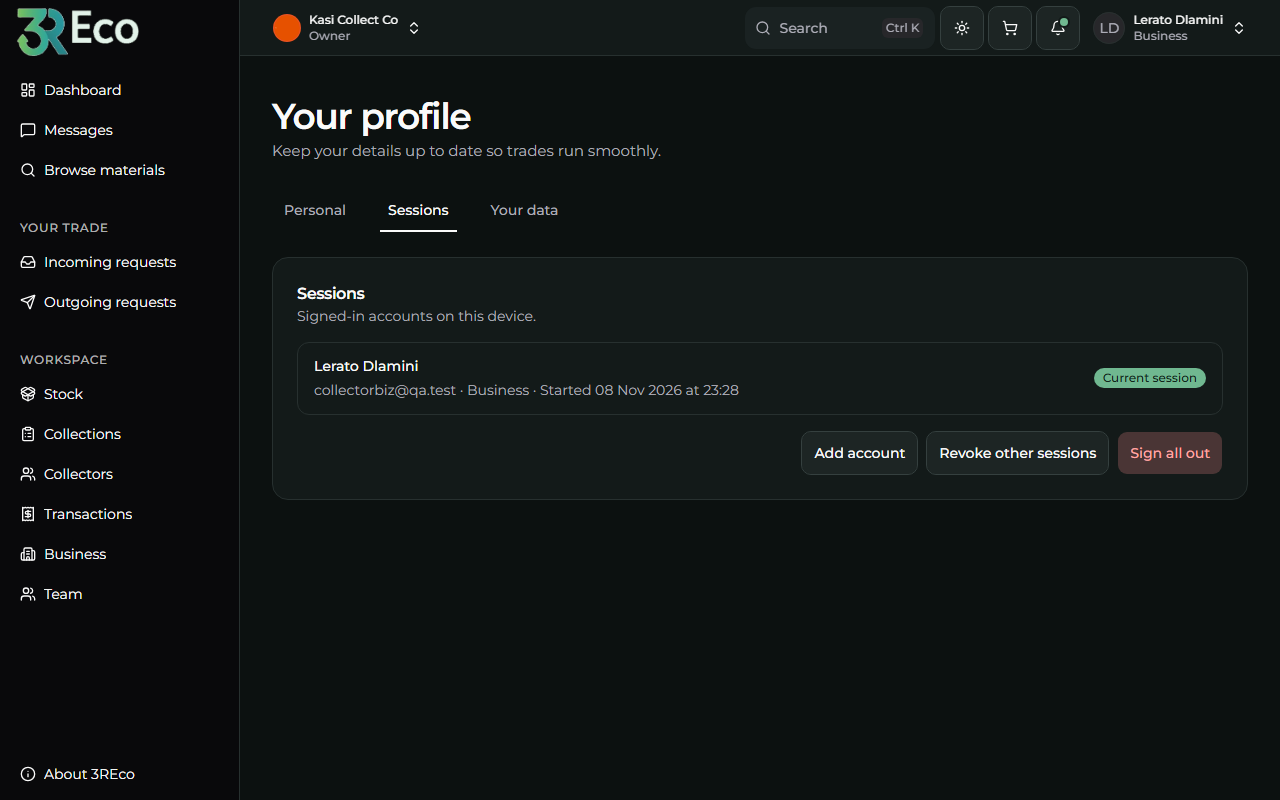 3REco
Kasi Collect Co
Owner
Search
Ctrl K
LD
Lerato Dlamini
Business
Dashboard
Messages
Browse materials
YOUR TRADE
Incoming requests
Outgoing requests
WORKSPACE
Stock
Collections
Collectors
Transactions
Business
Team
About 3REco
Your profile
Keep your details up to date so trades run smoothly.
Personal
Sessions
Your data
Sessions
Signed-in accounts on this device.
Lerato Dlamini
collectorbiz@qa.test · Business · Started 08 Nov 2026 at 23:28
Current session
Add account
Revoke other sessions
Sign all out